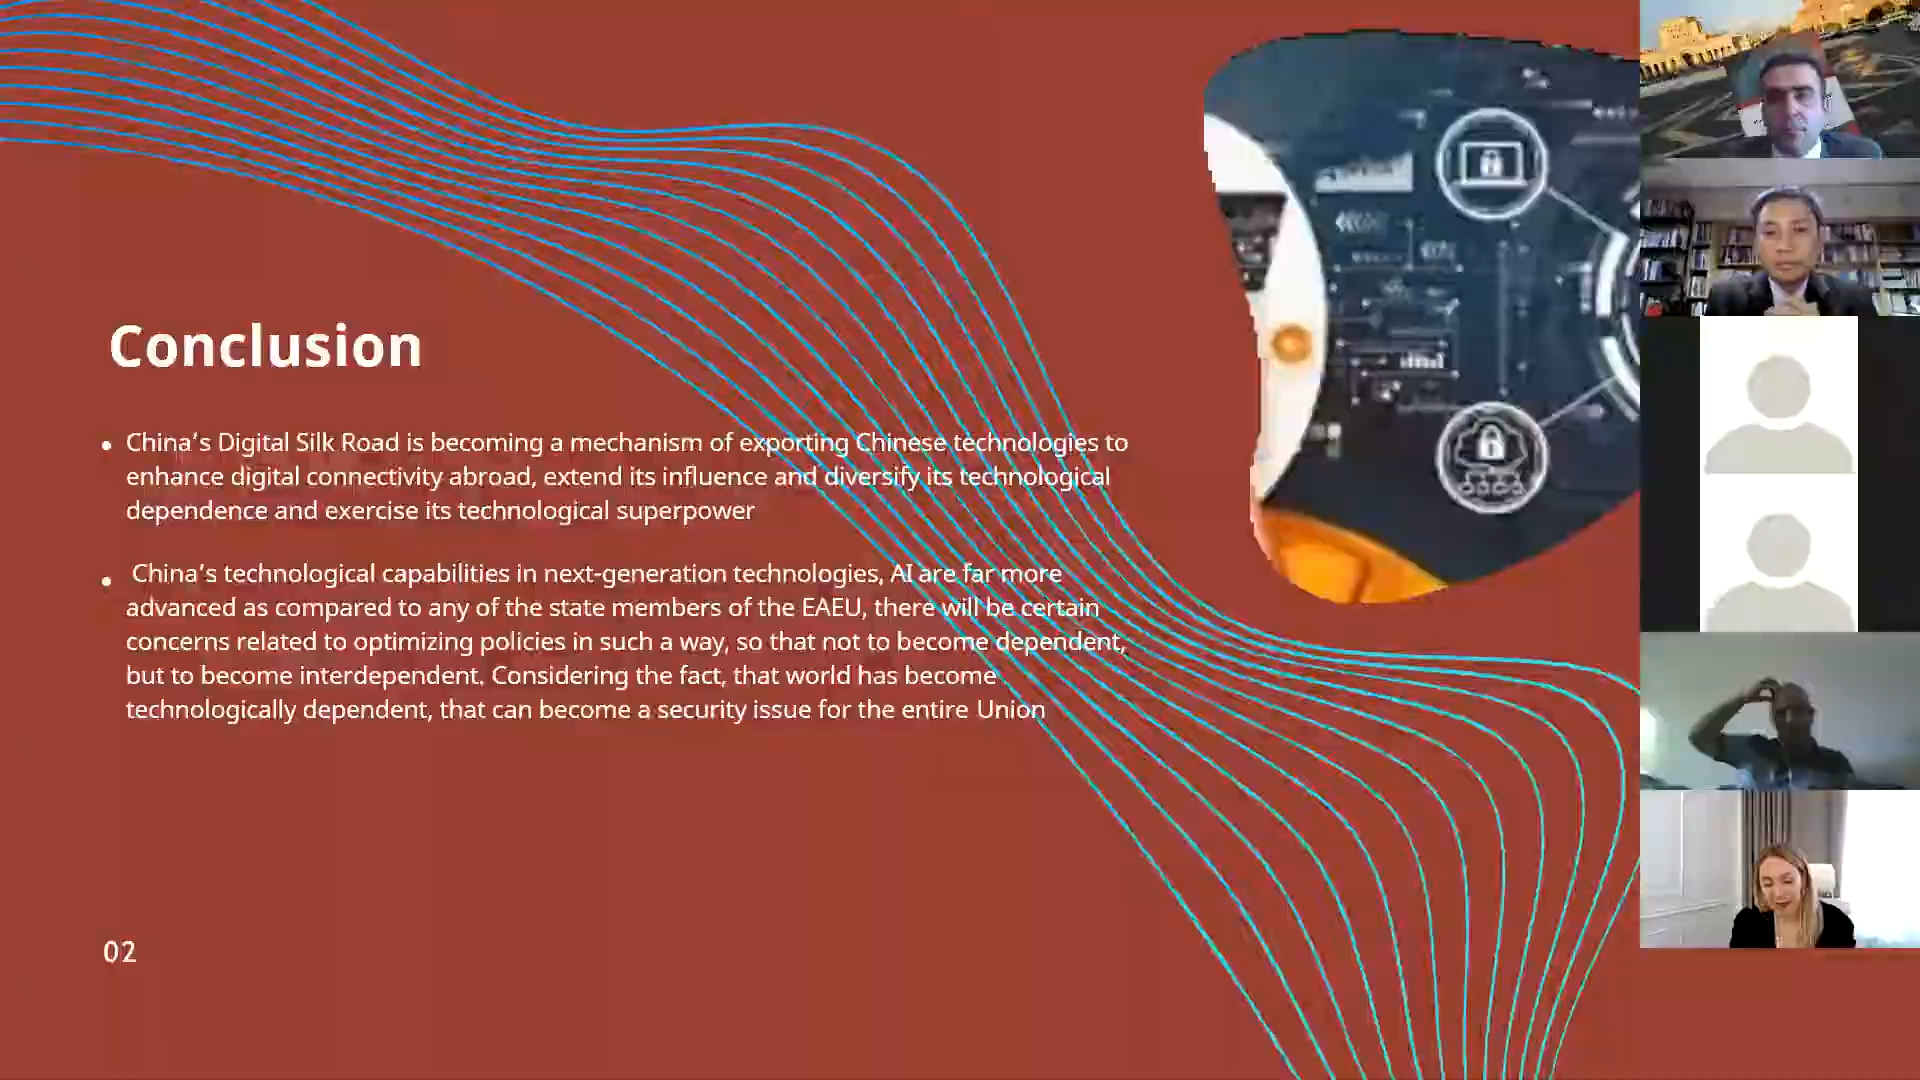 Conclusion
• China’s Digital Silk Road is becoming a mechanism of exporting Chinese technologies to
enhance digital connectivity abroad, extend its influence and diversify its technological
dependence and exercise its technological superpower
• China’s technological capabilities in next-generation technologies, AI are far more
advanced as compared to any of the state members of the EAEU, there will be certain
concerns related to optimizing policies in such a way, so that not to become dependent,
but to become interdependent. Considering the fact, that world has become
technologically dependent, that can become a security issue for the entire Union
02